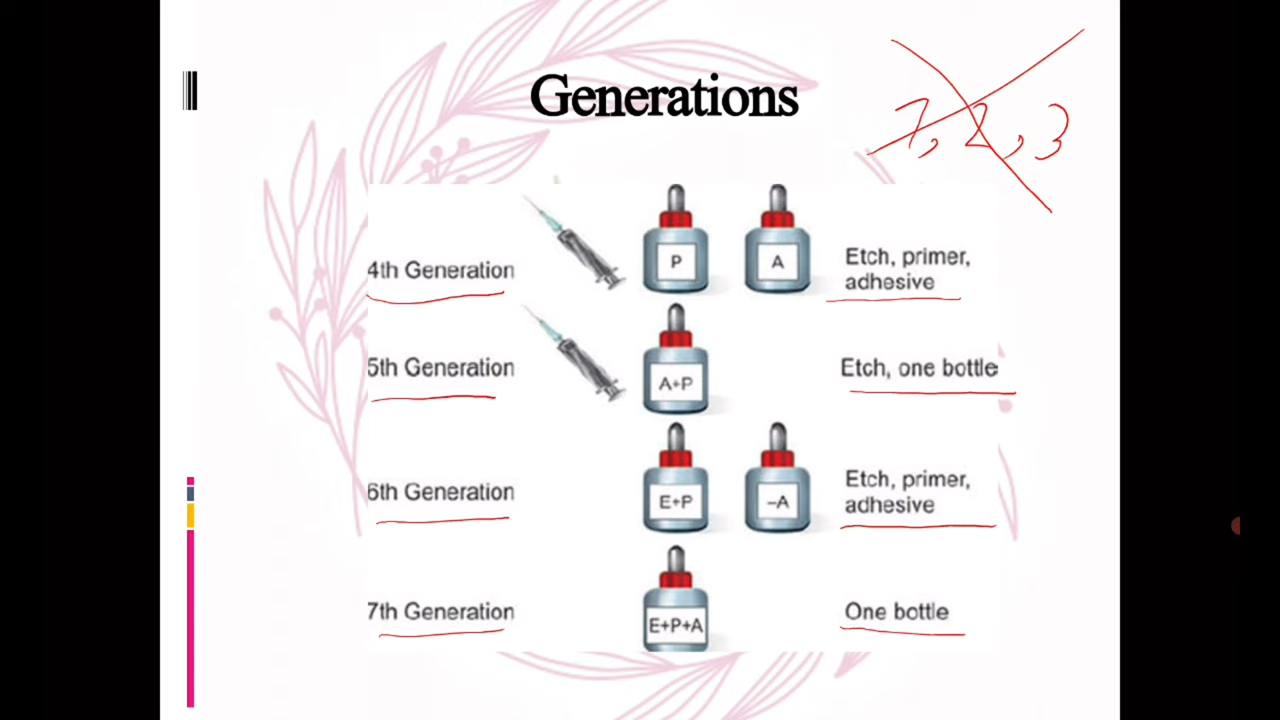 Generations
1, 2, 3
4th Generation
P
A
Etch, primer,
adhesive
5th Generation
A+P
Etch, one bottle
6th Generation
E+P
–A
Etch, primer,
adhesive
7th Generation
E+P+A
One bottle